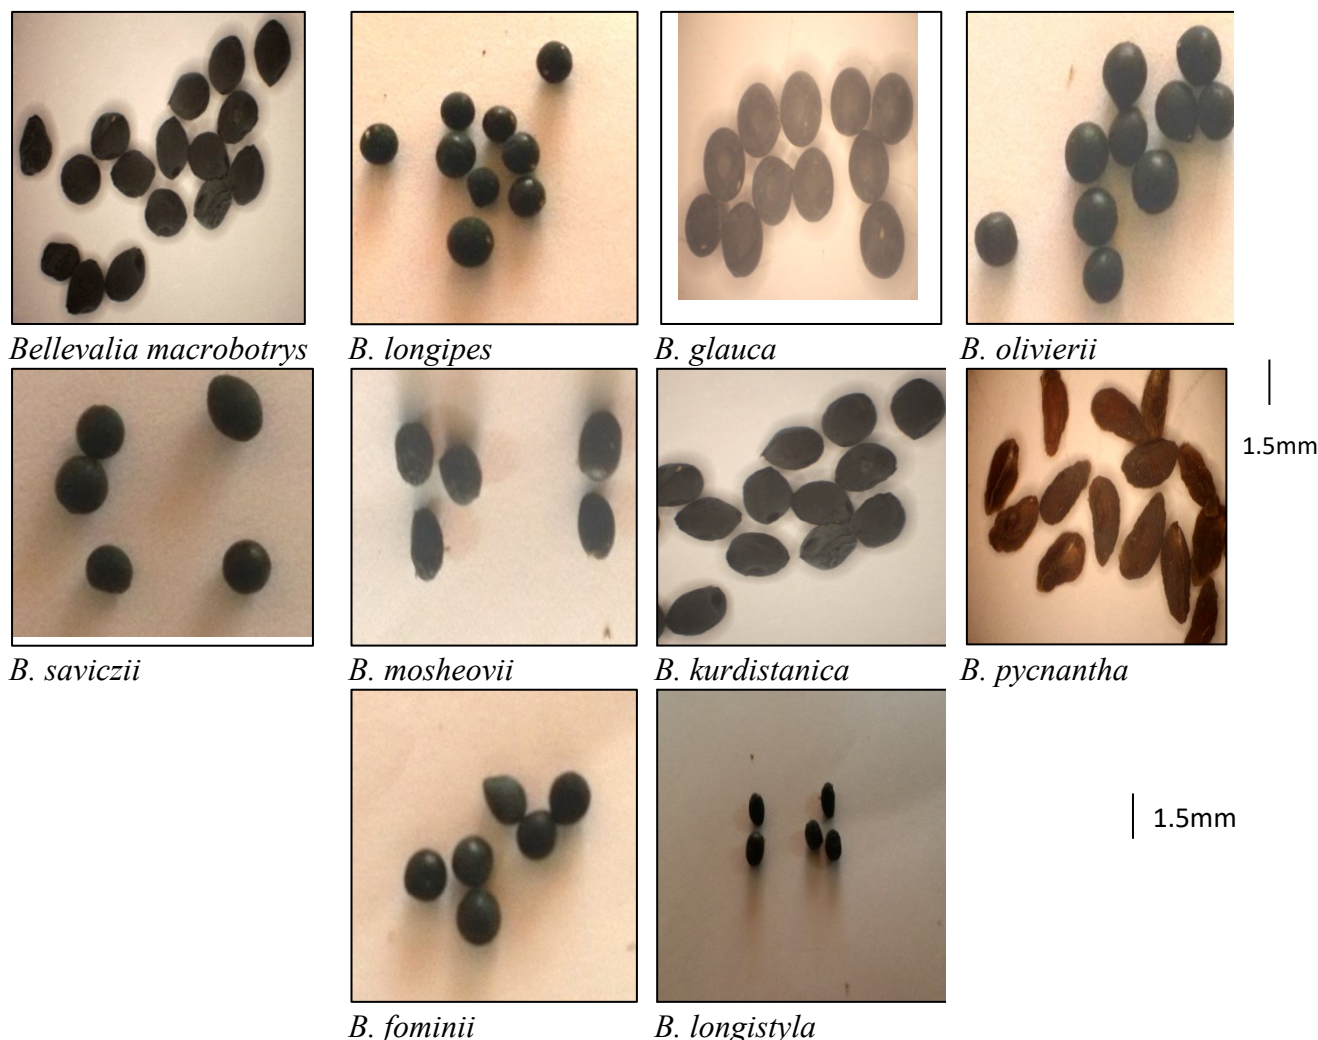 Bellevalia macrobotrys
B. longipes
B. glauca
B. olivierii
1.5mm
B. saviczii
B. mosheovii
B. kurdistanica
B. pycnantha
1.5mm
B. fominii
B. longistyla